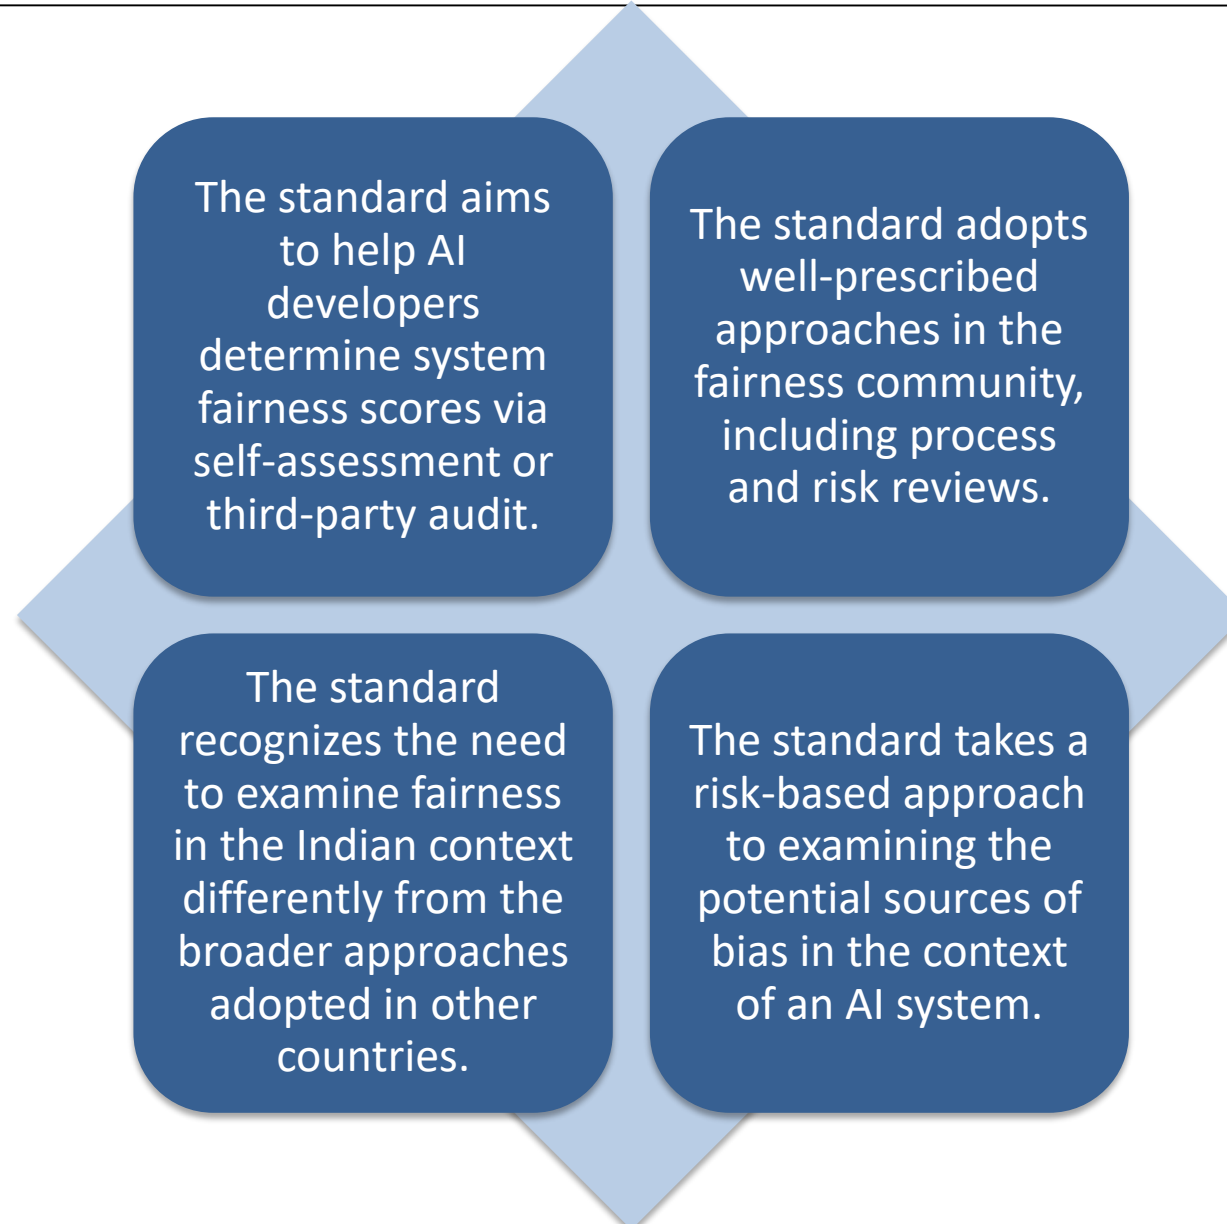 The standard aims
to help AI
developers
determine system
fairness scores via
self-assessment or
third-party audit.
The standard adopts
well-prescribed
approaches in the
fairness community,
including process
and risk reviews.
The standard
recognizes the need
to examine fairness
in the Indian context
differently from the
broader approaches
adopted in other
countries.
The standard takes a
risk-based approach
to examining the
potential sources of
bias in the context
of an AI system.